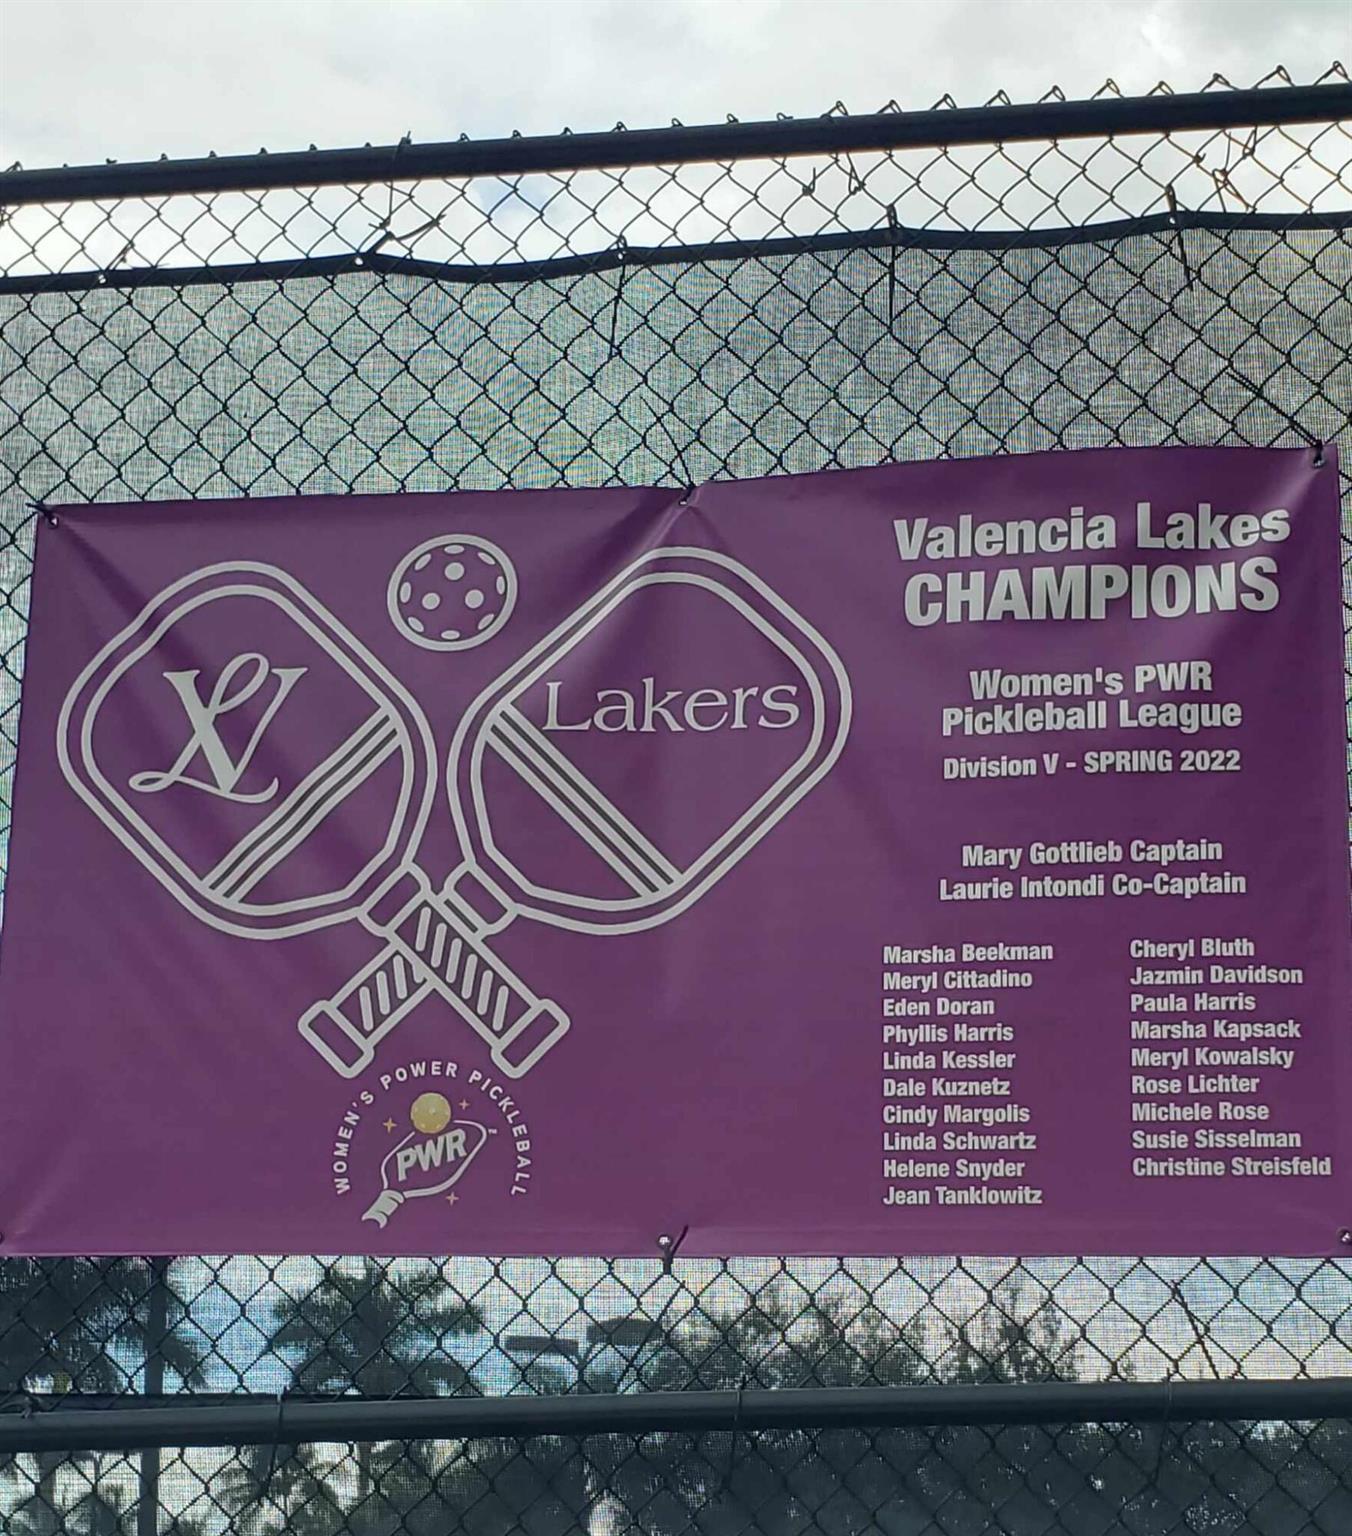 VL
Lakers
WOMEN'S POWER PICKLEBALL
PWR
TM
Valencia Lakes
CHAMPIONS
Women's PWR
Pickleball League
Division V - SPRING 2022
Mary Gottlieb Captain
Laurie Intondi Co-Captain
Marsha Beekman
Meryl Cittadino
Eden Doran
Phyllis Harris
Linda Kessler
Dale Kuznetz
Cindy Margolis
Linda Schwartz
Helene Snyder
Jean Tanklowitz
Cheryl Bluth
Jazmin Davidson
Paula Harris
Marsha Kapsack
Meryl Kowalsky
Rose Lichter
Michele Rose
Susie Sisselman
Christine Streisfeld